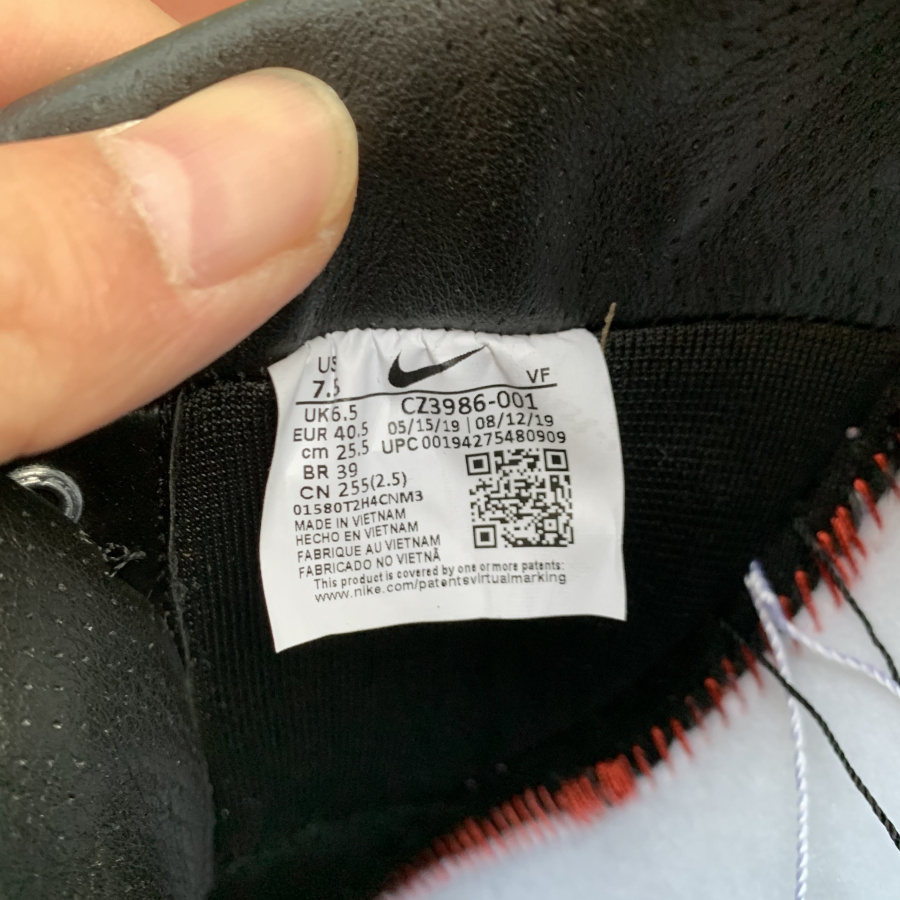 US
7.5
VF
UK6.5
CZ3986-001
EUR 40.5
05/15/19 | 08/12/19
cm 25.5
UPC 00194275480909
BR 39
CN 255(2.5)
01580T2H4CNM3
MADE IN VIETNAM
HECHO EN VIETNAM
FABRIQUE AU VIETNAM
FABRICADO NO VIETNÃ
This product is covered by one or more patents:
www.nike.com/patentsvirtualmarking